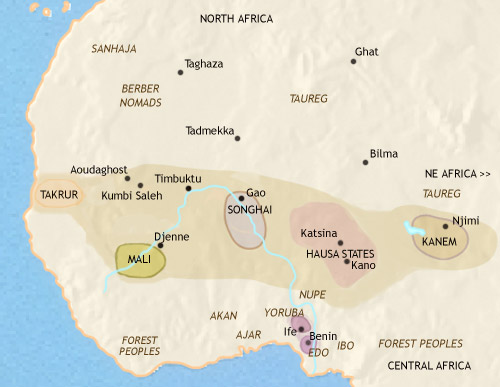 NORTH AFRICA
SANHAJA
Ghat
Taghaza
BERBER
NOMADS
TAUREG
Tadmekka
Bilma
Aoudaghost
Timbuktu
NE AFRICA >>
TAKRUR
Kumbi Saleh
Gao
TAUREG
SONGHAI
Njimi
Djenne
Katsina
KANEM
MALI
HAUSA STATES
Kano
NUPE
AKAN
YORUBA
Ife
AJAR
Benin
FOREST
PEOPLES
EDO
IBO
FOREST PEOPLES
CENTRAL AFRICA